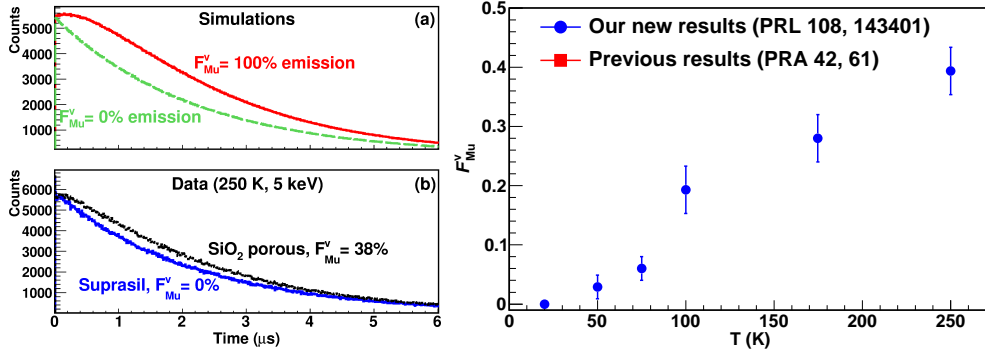 Simulations
(a)
Counts
5000
4000
3000
2000
1000
F^v_Mu= 100% emission
F^v_Mu= 0% emission
Data (250 K, 5 keV)
(b)
Counts
6000
5000
4000
3000
2000
1000
SiO₂ porous, F^v_Mu= 38%
Suprasil, F^v_Mu= 0%
0 1 2 3 4 5 6
Time (μs)
Our new results (PRL 108, 143401)
Previous results (PRA 42, 61)
F^v_Mu
0.5
0.4
0.3
0.2
0.1
0
0 50 100 150 200 250
T (K)